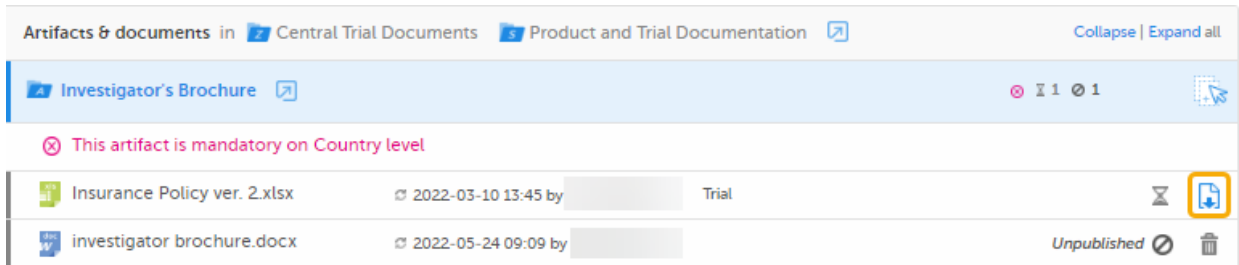 Artifacts & documents in Z Central Trial Documents S Product and Trial Documentation Collapse | Expand all
A Investigator's Brochure 1 1
This artifact is mandatory on Country level
xls Insurance Policy ver. 2.xlsx 2022-03-10 13:45 by Trial
doc W investigator brochure.docx 2022-05-24 09:09 by Unpublished